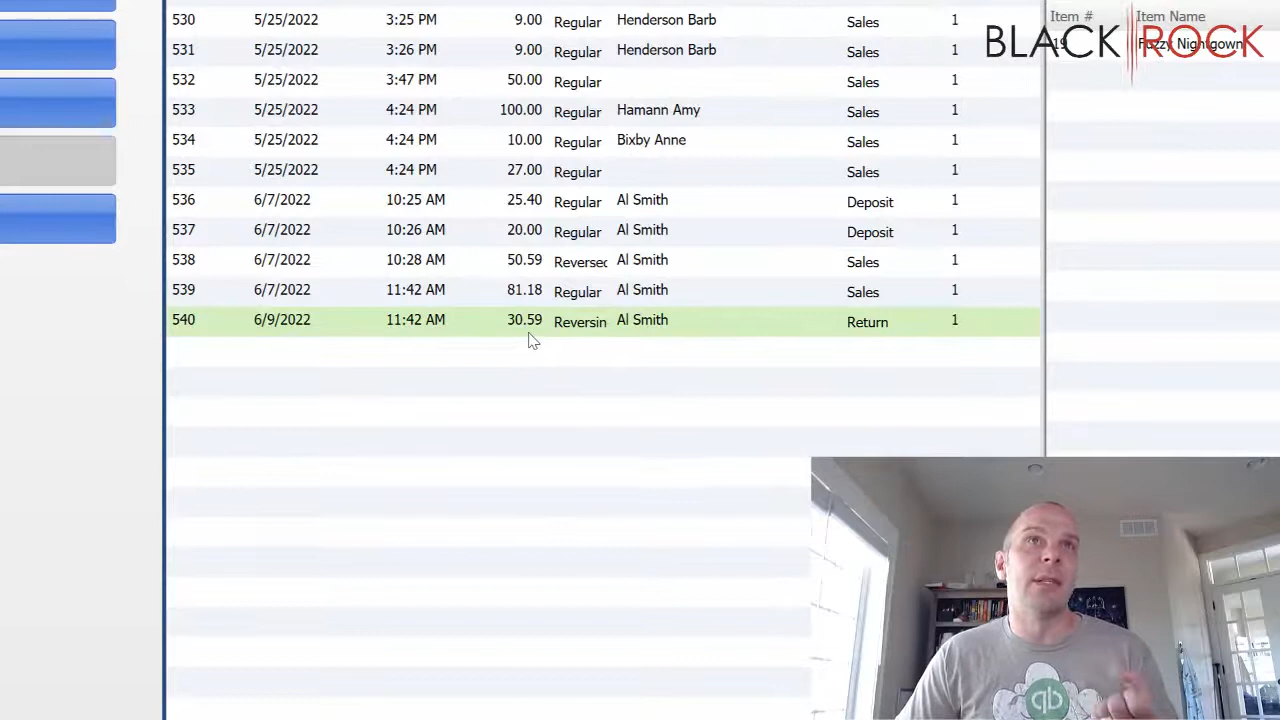 530 5/25/2022 3:25 PM 9.00 Regular Henderson Barb Sales 1
531 5/25/2022 3:26 PM 9.00 Regular Henderson Barb Sales 1
532 5/25/2022 3:47 PM 50.00 Regular Sales 1
533 5/25/2022 4:24 PM 100.00 Regular Hamann Amy Sales 1
534 5/25/2022 4:24 PM 10.00 Regular Bixby Anne Sales 1
535 5/25/2022 4:24 PM 27.00 Regular Sales 1
536 6/7/2022 10:25 AM 25.40 Regular Al Smith Deposit 1
537 6/7/2022 10:26 AM 20.00 Regular Al Smith Deposit 1
538 6/7/2022 10:28 AM 50.59 Reversed Al Smith Sales 1
539 6/7/2022 11:42 AM 81.18 Regular Al Smith Sales 1
540 6/9/2022 11:42 AM 30.59 Reversin Al Smith Return 1
Item # Item Name
19 Fuzzy Nightgown
BLACK ROCK
qb